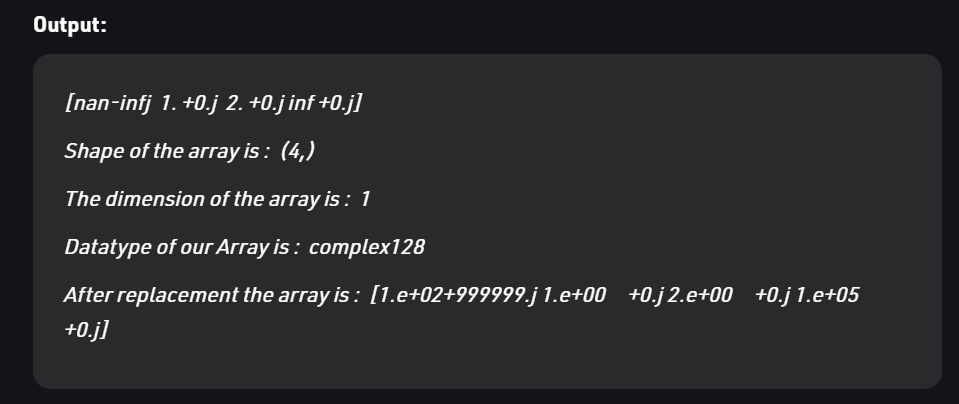 Output:
[nan-infj 1. +0.j 2. +0.j inf +0.j]
Shape of the array is : (4,)
The dimension of the array is : 1
Datatype of our Array is : complex128
After replacement the array is : [1.e+02+999999.j 1.e+00 +0.j 2.e+00 +0.j 1.e+05
+0.j]